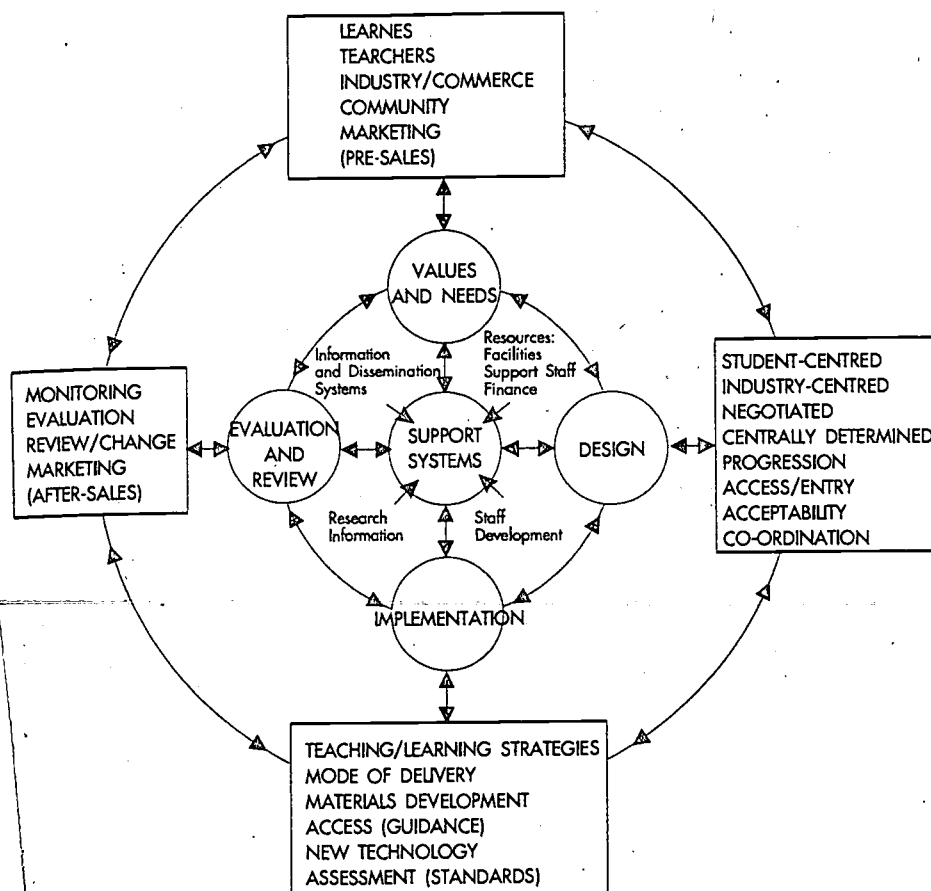 LEARNES
TEARCHERS
INDUSTRY/COMMERCE
COMMUNITY
MARKETING
(PRE-SALES)
VALUES
AND NEEDS
Information
and Dissemination
Systems
Resources:
Facilities
Support Staff
Finance
MONITORING
EVALUATION
REVIEW/CHANGE
MARKETING
(AFTER-SALES)
EVALUATION
AND
REVIEW
SUPPORT
SYSTEMS
DESIGN
STUDENT-CENTRED
INDUSTRY-CENTRED
NEGOTIATED
CENTRALLY DETERMINED
PROGRESSION
ACCESS/ENTRY
ACCEPTABILITY
CO-ORDINATION
Research
Information
Staff
Development
IMPLEMENTATION
TEACHING/LEARNING STRATEGIES
MODE OF DELIVERY
MATERIALS DEVELOPMENT
ACCESS (GUIDANCE)
NEW TECHNOLOGY
ASSESSMENT (STANDARDS)